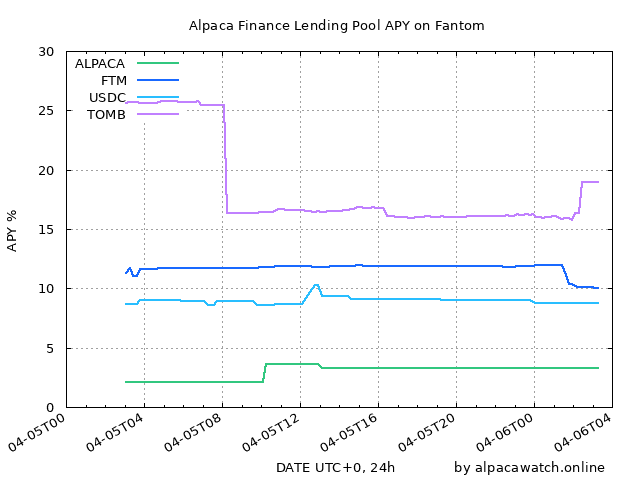 Alpaca Finance Lending Pool APY on Fantom
30
25
20
15
10
5
0
APY %
ALPACA
FTM
USDC
TOMB
04-05T00
04-05T04
04-05T08
04-05T12
04-05T16
04-05T20
04-06T00
04-06T04
DATE UTC+0, 24h
by alpacawatch.online